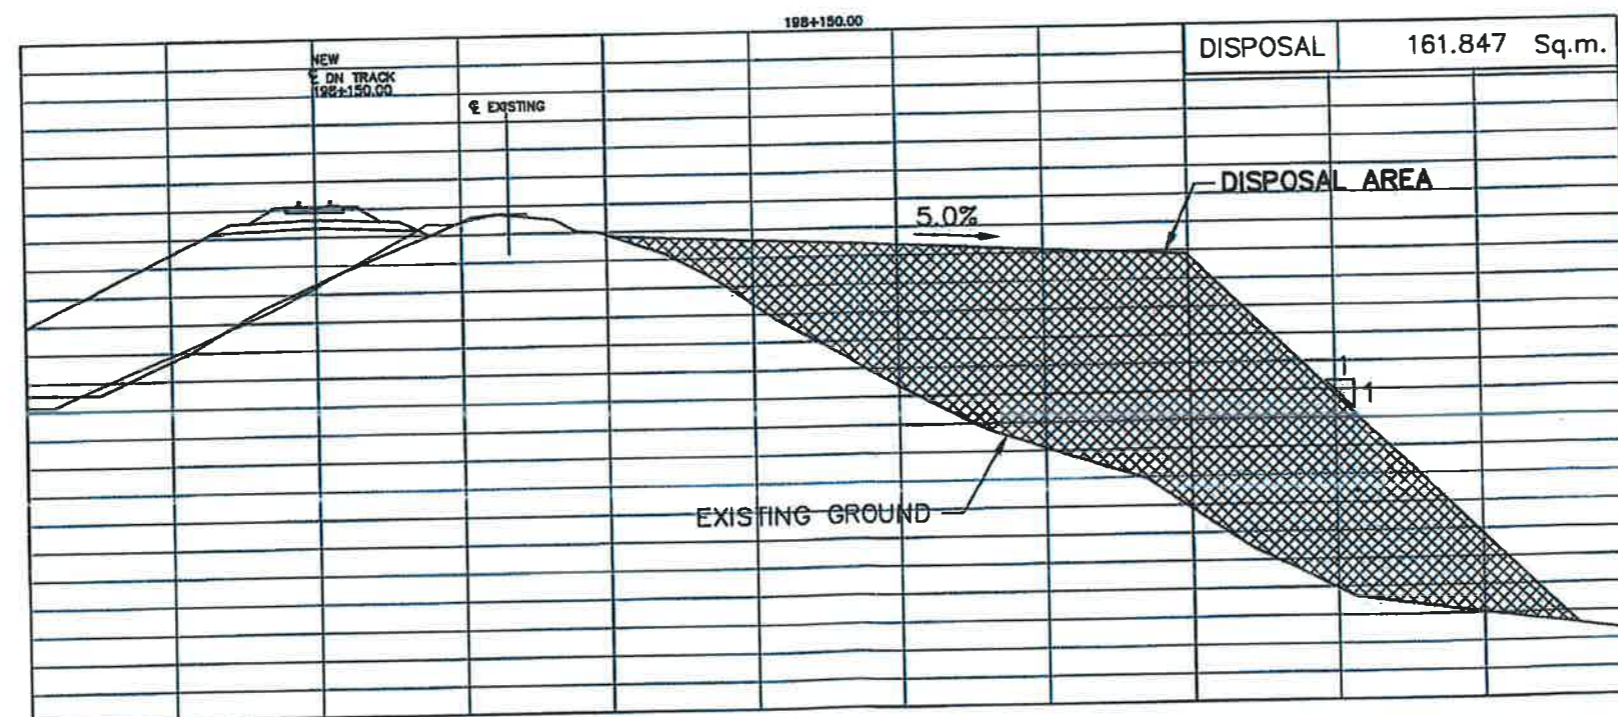 198+150.00
DISPOSAL 161.847 Sq.m.
NEW
℄ DN TRACK
198+150.00
℄ EXISTING
DISPOSAL AREA
5.0%
1
1
EXISTING GROUND